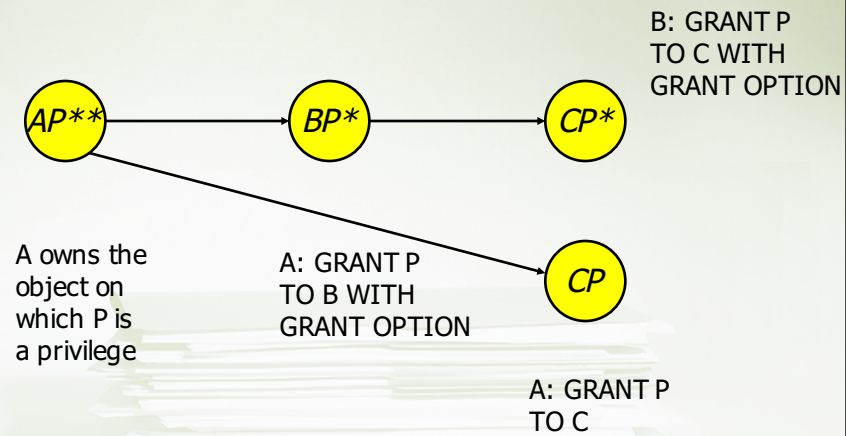 B: GRANT P
TO C WITH
GRANT OPTION
AP**
BP*
CP*
A owns the
object on
which P is
a privilege
A: GRANT P
TO B WITH
GRANT OPTION
CP
A: GRANT P
TO C